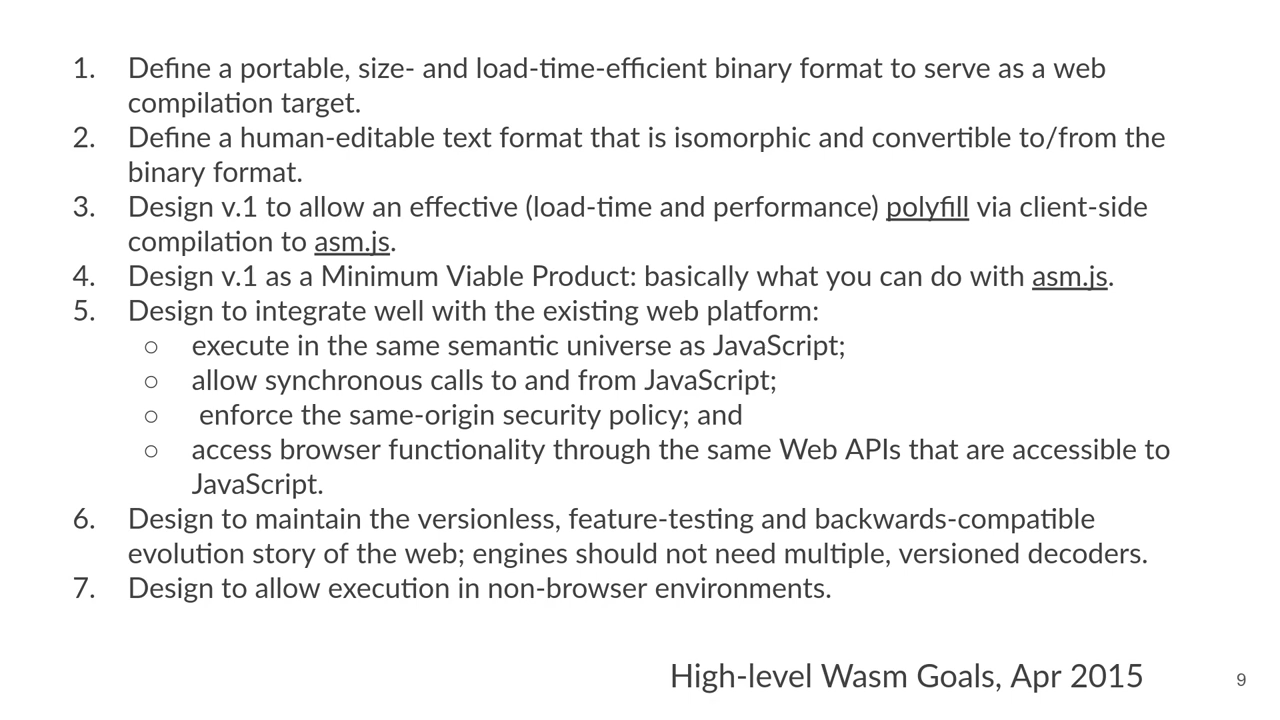 1. Define a portable, size- and load-time-efficient binary format to serve as a web
compilation target.
2. Define a human-editable text format that is isomorphic and convertible to/from the
binary format.
3. Design v.1 to allow an effective (load-time and performance) polyfill via client-side
compilation to asm.js.
4. Design v.1 as a Minimum Viable Product: basically what you can do with asm.js.
5. Design to integrate well with the existing web platform:
○ execute in the same semantic universe as JavaScript;
○ allow synchronous calls to and from JavaScript;
○ enforce the same-origin security policy; and
○ access browser functionality through the same Web APIs that are accessible to
JavaScript.
6. Design to maintain the versionless, feature-testing and backwards-compatible
evolution story of the web; engines should not need multiple, versioned decoders.
7. Design to allow execution in non-browser environments.
High-level Wasm Goals, Apr 2015
9